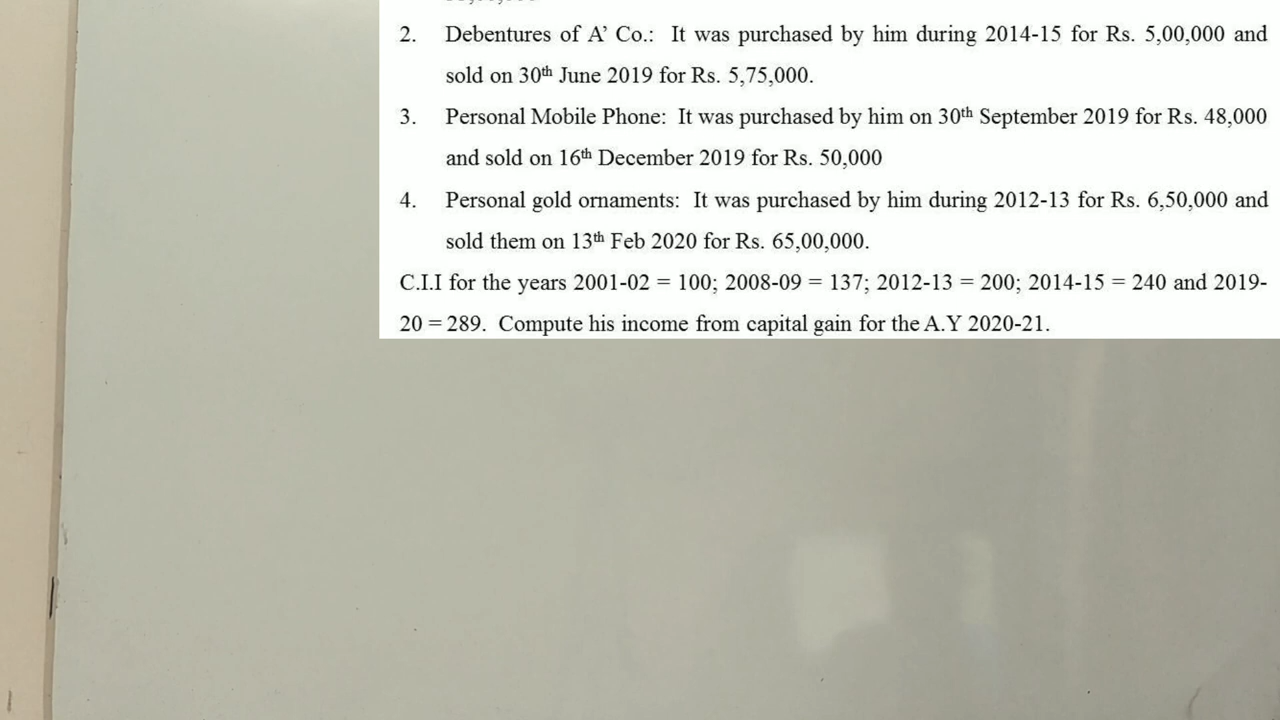 2. Debentures of A’ Co.: It was purchased by him during 2014-15 for Rs. 5,00,000 and
sold on 30th June 2019 for Rs. 5,75,000.
3. Personal Mobile Phone: It was purchased by him on 30th September 2019 for Rs. 48,000
and sold on 16th December 2019 for Rs. 50,000
4. Personal gold ornaments: It was purchased by him during 2012-13 for Rs. 6,50,000 and
sold them on 13th Feb 2020 for Rs. 65,00,000.
C.I.I for the years 2001-02 = 100; 2008-09 = 137; 2012-13 = 200; 2014-15 = 240 and 2019-
20 = 289. Compute his income from capital gain for the A.Y 2020-21.